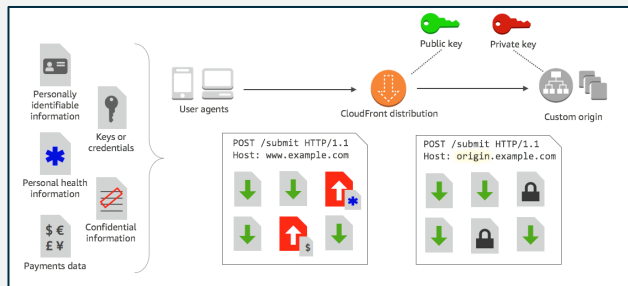 Personally
identifiable
information
Keys or
credentials
Personal health
information
Confidential
information
$ €
£ ¥
Payments data
User agents
Public key
CloudFront distribution
Private key
Custom origin
POST /submit HTTP/1.1
Host: www.example.com
$
POST /submit HTTP/1.1
Host: origin.example.com